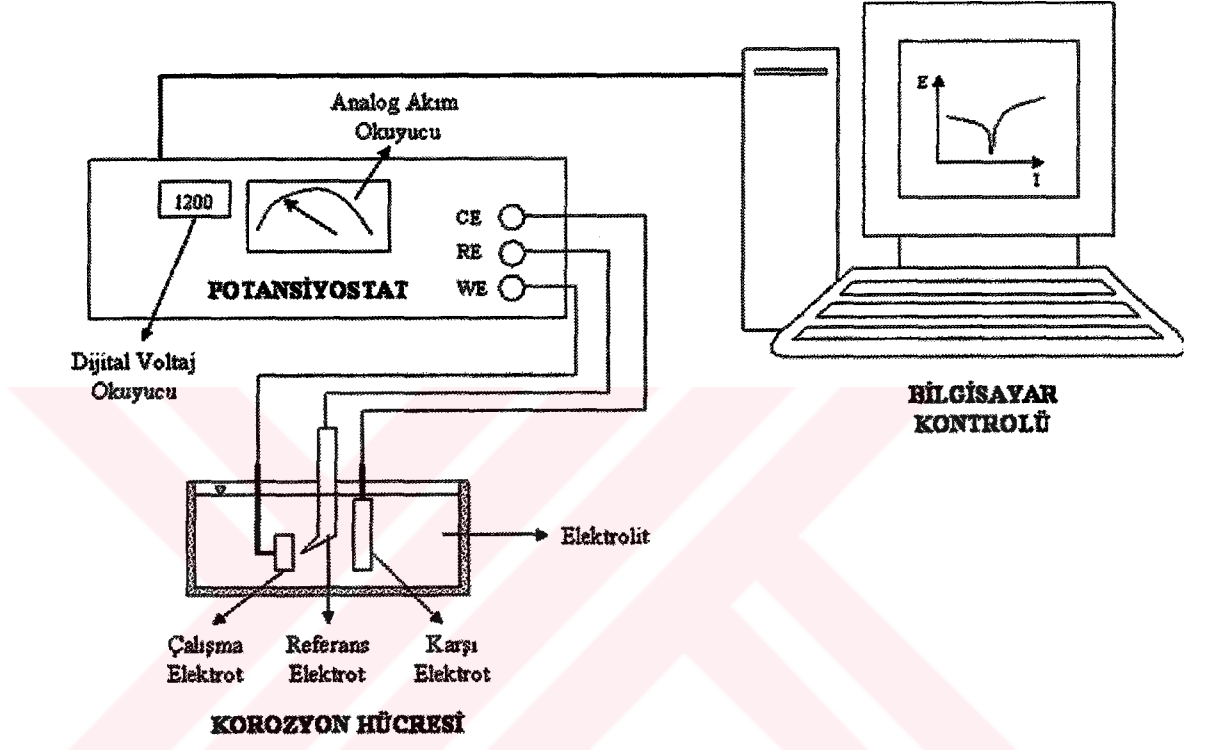 Analog Akım
Okuyucu
E
I
1200
CE
RE
WE
POTANSİYOSTAT
Dijital Voltaj
Okuyucu
BİLGİSAYAR
KONTROLÜ
Elektrolit
Çalışma
Elektrot
Referans
Elektrot
Karşı
Elektrot
KOROZYON HÜCRESİ